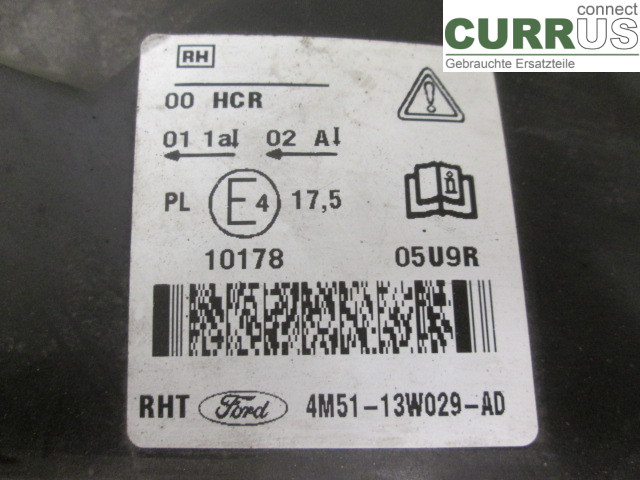 connect
CURRUS
Gebrauchte Ersatzteile
RH
00 HCR
01 1a↓ 02 A↓
PL E4 17,5
10178 05U9R
RHT Ford 4M51-13W029-AD